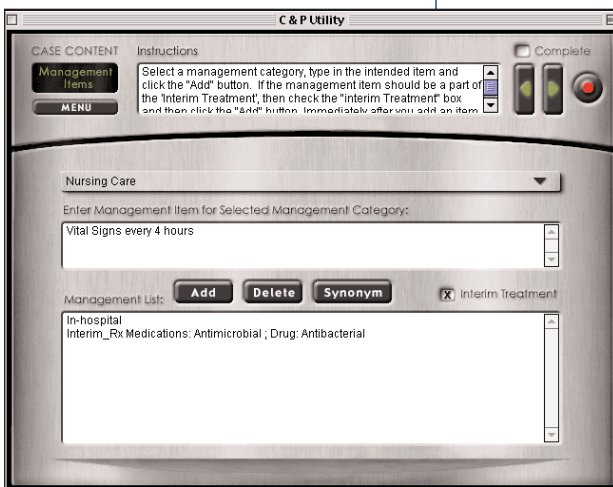 C & P Utility
CASE CONTENT
Instructions
Complete
Management
Items
MENU
Select a management category, type in the intended item and
click the "Add" button. If the management item should be a part of
the 'Interim Treatment', then check the "interim Treatment" box
and then click the "Add" button. Immediately after you add an item
Nursing Care
Enter Management Item for Selected Management Category:
Vital Signs every 4 hours
Management List:
Add
Delete
Synonym
X Interim Treatment
In-hospital
Interim_Rx Medications: Antimicrobial ; Drug: Antibacterial